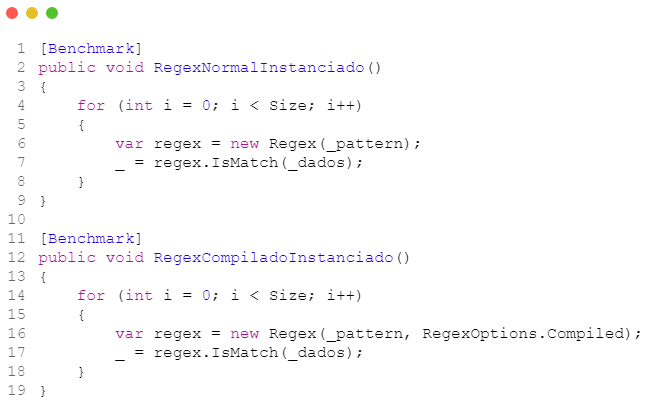 1 [Benchmark]
2 public void RegexNormalInstanciado()
3 {
4     for (int i = 0; i < Size; i++)
5     {
6         var regex = new Regex(_pattern);
7         _ = regex.IsMatch(_dados);
8     }
9 }
10
11 [Benchmark]
12 public void RegexCompiladoInstanciado()
13 {
14     for (int i = 0; i < Size; i++)
15     {
16         var regex = new Regex(_pattern, RegexOptions.Compiled);
17         _ = regex.IsMatch(_dados);
18     }
19 }